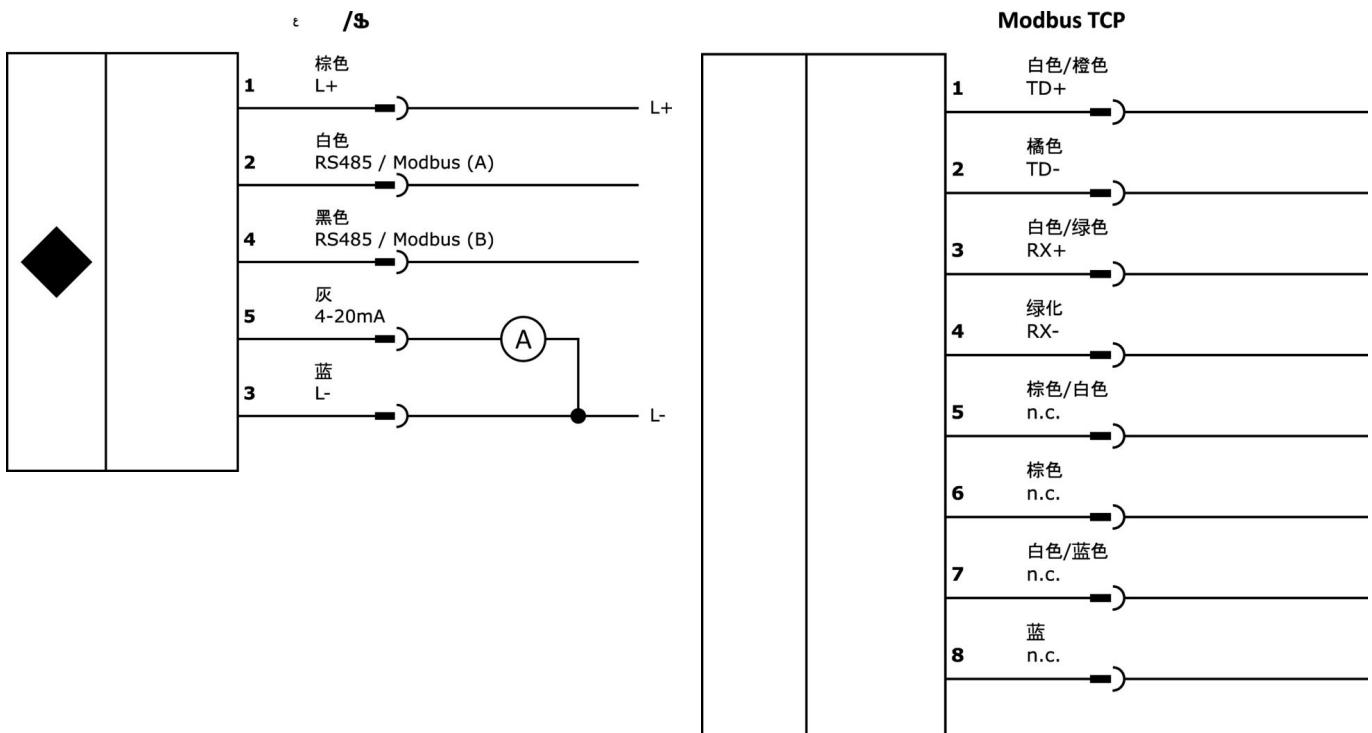 Modbus TCP
棕色
1 L+
L+
白色
2 RS485 / Modbus (A)
黑色
4 RS485 / Modbus (B)
灰
5 4-20mA
A
蓝
3 L-
L-
白色/橙色
1 TD+
橘色
2 TD-
白色/绿色
3 RX+
绿化
4 RX-
棕色/白色
5 n.c.
棕色
6 n.c.
白色/蓝色
7 n.c.
蓝
8 n.c.